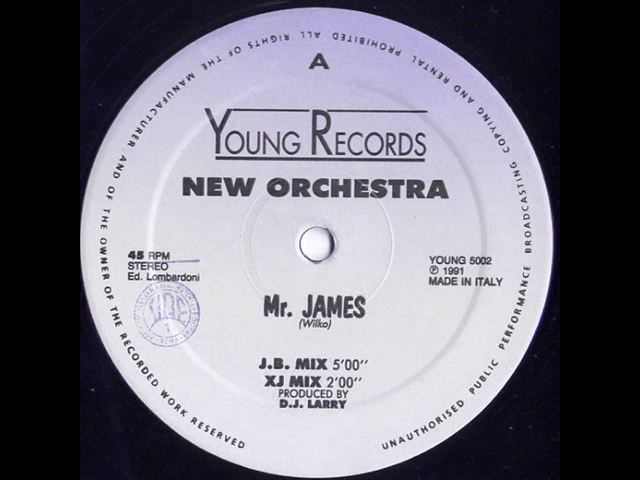 A
YOUNG RECORDS
NEW ORCHESTRA
45 RPM
STEREO
Ed. Lombardoni
YOUNG 5002
℗ 1991
MADE IN ITALY
Mr. JAMES
(Wilko)
J.B. MIX 5'00''
XJ MIX 2'00''
PRODUCED BY
D.J. LARRY
ALL RIGHTS OF THE MANUFACTURER AND OF THE OWNER OF THE RECORDED WORK RESERVED
UNAUTHORISED PUBLIC PERFORMANCE BROADCASTING COPYING AND RENTAL PROHIBITED